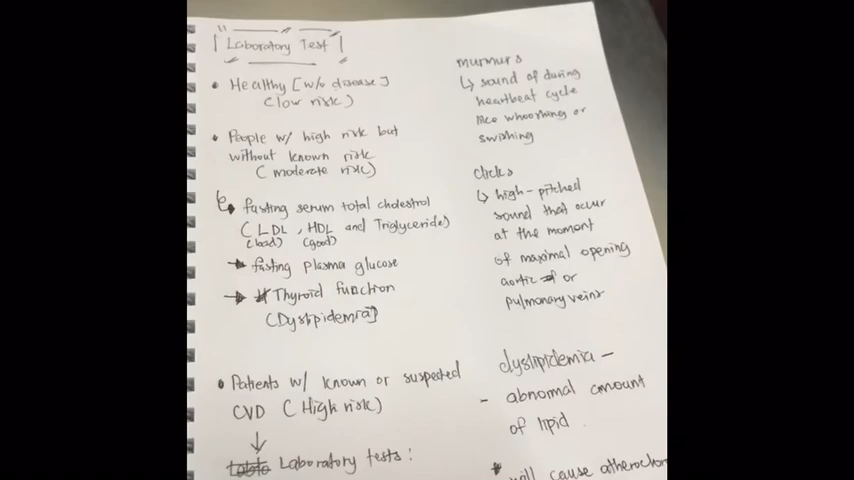 Laboratory Test
• Healthy [w/o disease]
(low risk)
• People w/ high risk but
without known risk
(moderate risk)
fasting serum total cholestrol
(LDL, HDL and Triglyceride)
(bad) (good)
→ fasting plasma glucose
→ Thyroid function
(Dyslipidemia)
• Patients w/ known or suspected
CVD (High risk)
↓
Laboratory tests:
murmurs
↳ sound of during
heartbeat cycle
like whooshing or
swishing
clicks
↳ high-pitched
sound that occur
at the moment
of maximal opening
aortic or
pulmonary veins
dyslipidemia -
- abnormal amount
of lipid
will cause